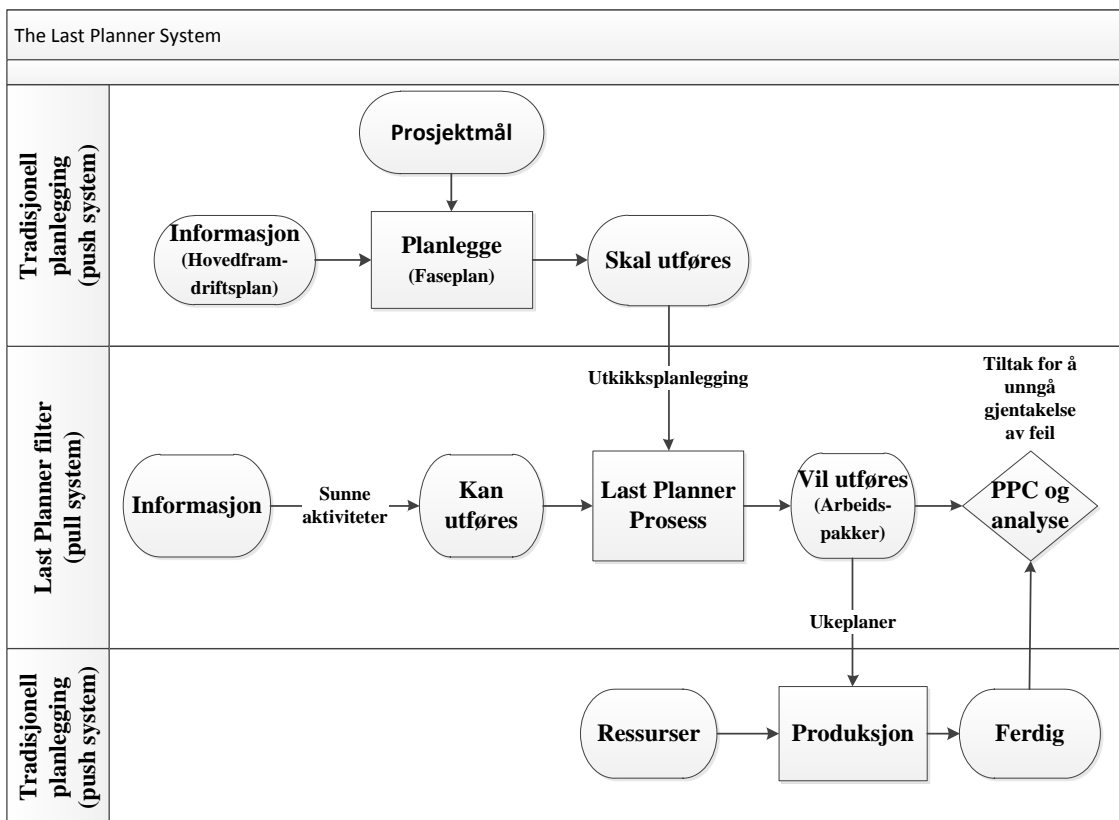 The Last Planner System
Tradisjonell
planlegging
(push system)
Prosjektmål
Informasjon
(Hovedfram-
driftsplan)
Planlegge
(Faseplan)
Skal utføres
Last Planner filter
(pull system)
Utkikksplanlegging
Tiltak for å
unngå
gjentakelse
av feil
Informasjon
Sunne
aktiviteter
Kan
utføres
Last Planner
Prosess
Vil utføres
(Arbeids-
pakker)
PPC og
analyse
Ukeplaner
Tradisjonell
planlegging
(push system)
Ressurser
Produksjon
Ferdig